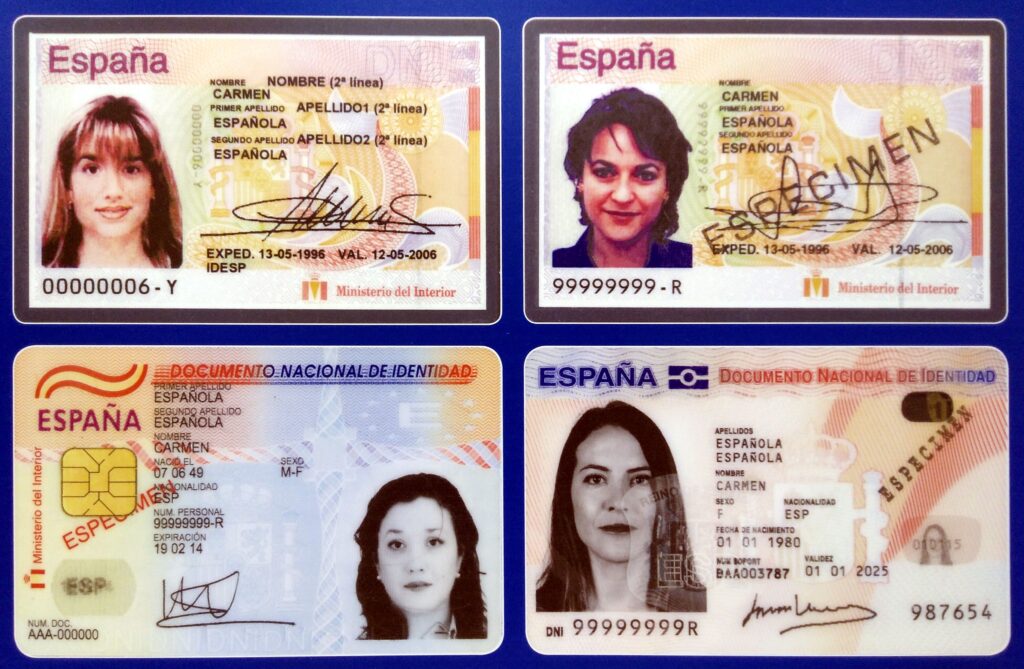 España
NOMBRE NOMBRE (2ª línea)
CARMEN
PRIMER APELLIDO APELLIDO1 (2ª línea)
ESPAÑOLA
SEGUNDO APELLIDO APELLIDO2 (2ª línea)
ESPAÑOLA
EXPED. 13-05-1996 VAL. 12-05-2006
IDESP
00000006-Y
Ministerio del Interior
España
NOMBRE
CARMEN
PRIMER APELLIDO
ESPAÑOLA
SEGUNDO APELLIDO
ESPAÑOLA
ESPECIMEN
EXPED. 13-05-1996 VAL. 12-05-2006
99999999-R
Ministerio del Interior
DOCUMENTO NACIONAL DE IDENTIDAD
ESPAÑA
PRIMER APELLIDO
ESPAÑOLA
SEGUNDO APELLIDO
ESPAÑOLA
NOMBRE
CARMEN
NACIÓ EL SEXO
07 06 49 M-F
NACIONALIDAD
ESP
NUM. PERSONAL
99999999-R
EXPIRACIÓN
19 02 14
Ministerio del Interior
ESPECIMEN
ESP
NUM. DOC.
AAA-000000
ESPAÑA DOCUMENTO NACIONAL DE IDENTIDAD
APELLIDOS
ESPAÑOLA
ESPAÑOLA
NOMBRE
CARMEN
SEXO NACIONALIDAD
F ESP
FECHA DE NACIMIENTO
01 01 1980
NUM SOPORT VALIDEZ
BAA003787 01 01 2025
ESPECIMEN
010115
987654
DNI 99999999R